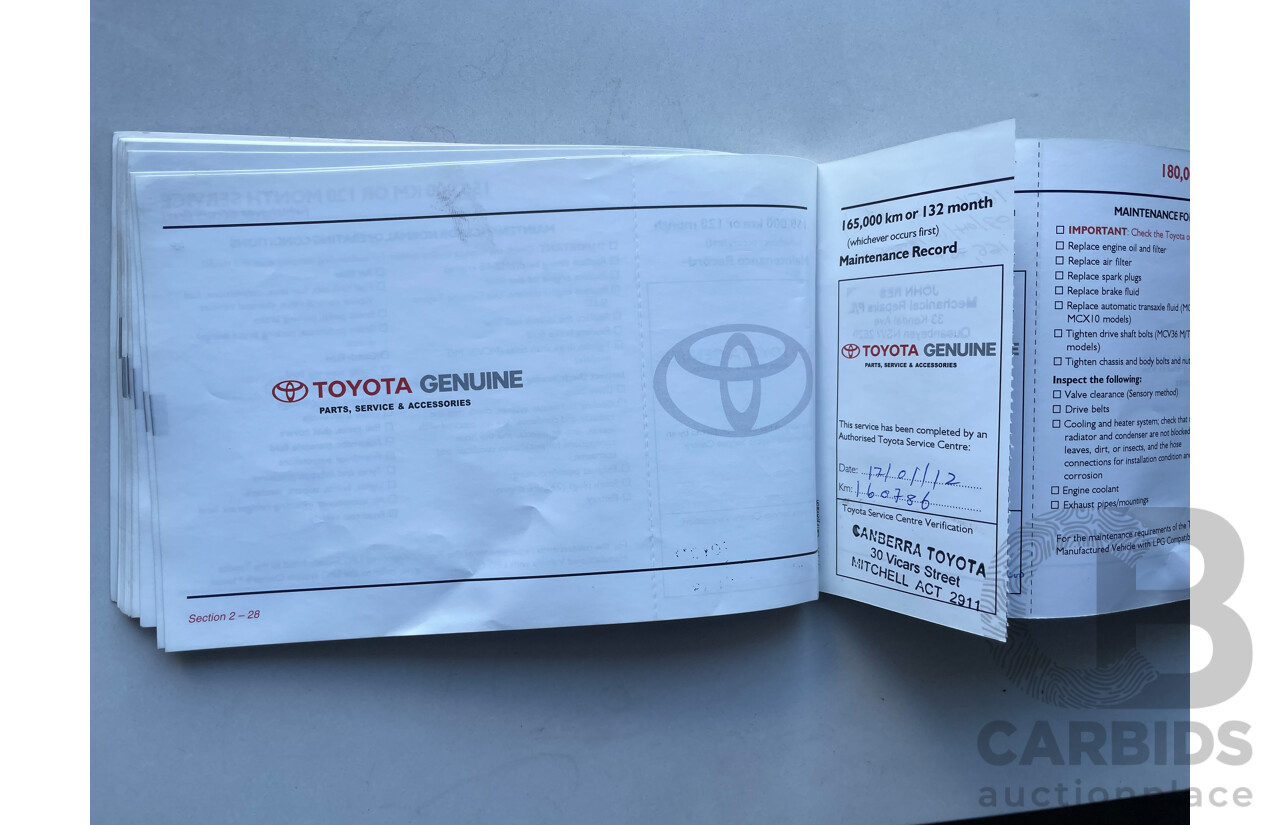 TOYOTA GENUINE
PARTS, SERVICE & ACCESSORIES
Section 2 – 28
165,000 km or 132 month
(whichever occurs first)
Maintenance Record
TOYOTA GENUINE
PARTS, SERVICE & ACCESSORIES
This service has been completed by an
Authorised Toyota Service Centre:
Date: 17/01/12
Km: 160786
Toyota Service Centre Verification
CANBERRA TOYOTA
30 Vicars Street
MITCHELL ACT 2911
180,0
MAINTENANCE FO
IMPORTANT: Check the Toyota o
Replace engine oil and filter
Replace air filter
Replace spark plugs
Replace brake fluid
Replace automatic transaxle fluid (MC
MCX10 models)
Tighten drive shaft bolts (MCV36 M/T
models)
Tighten chassis and body bolts and nu
Inspect the following:
Valve clearance (Sensory method)
Drive belts
Cooling and heater system; check that
radiator and condenser are not blocked
leaves, dirt, or insects, and the hose
connections for installation condition an
corrosion
Engine coolant
Exhaust pipes/mountings
For the maintenance requirements of the T
Manufactured Vehicle with LPG Compatib
B
CARBIDS
auctionplace